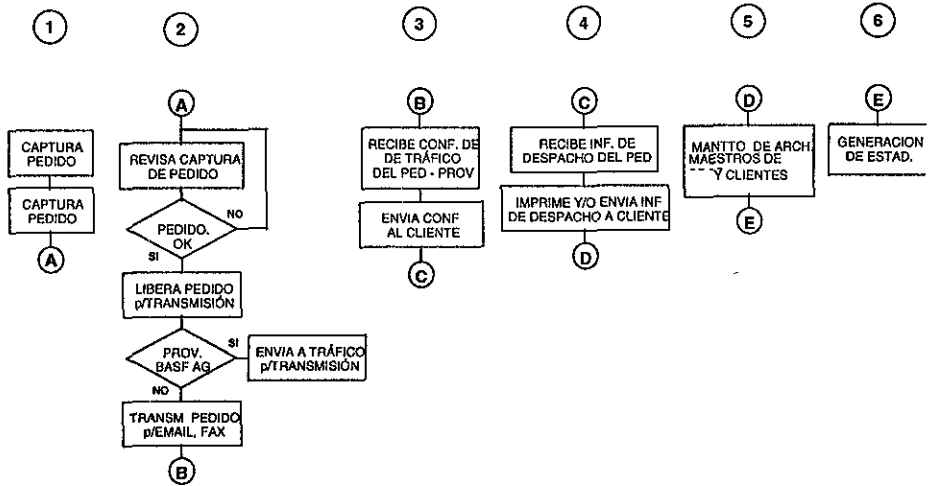 1
2
3
4
5
6
CAPTURA
PEDIDO
CAPTURA
PEDIDO
A
A
REVISA CAPTURA
DE PEDIDO
NO
PEDIDO.
OK
SI
LIBERA PEDIDO
p/TRANSMISIÓN
PROV.
BASF AG
SI
ENVIA A TRÁFICO
p/TRANSMISIÓN
NO
TRANSM PEDIDO
p/EMAIL, FAX
B
B
RECIBE CONF. DE
DE TRÁFICO
DEL PED - PROV
ENVIA CONF
AL CLIENTE
C
C
RECIBE INF. DE
DESPACHO DEL PED
IMPRIME Y/O ENVIA INF
DE DESPACHO A CLIENTE
D
D
MANTTO DE ARCH.
MAESTROS DE
Y CLIENTES
E
E
GENERACION
DE ESTAD.